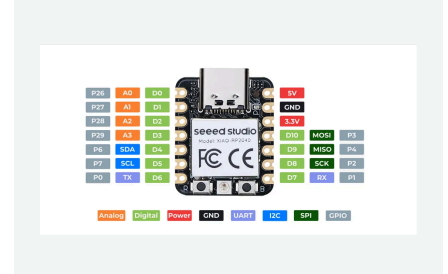 P26 A0 D0 5V
P27 A1 D1 GND
P28 A2 D2 3.3V
P29 A3 D3 D10 MOSI P3
P6 SDA D4 D9 MISO P4
P7 SCL D5 D8 SCK P2
P0 TX D6 D7 RX P1
seeed studio
Model: XIAO-RP2040
FC CE
R B
Analog Digital Power GND UART I2C SPI GPIO